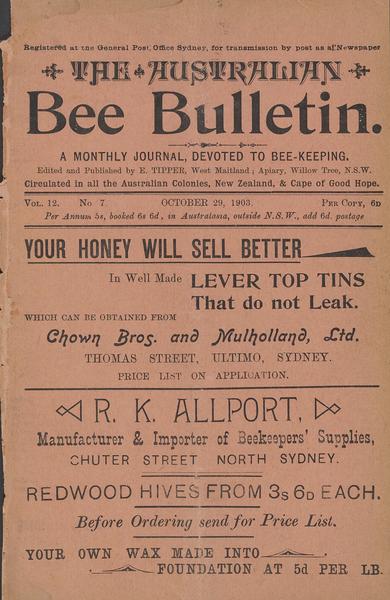 Registered at the General Post Office Sydney, for transmission by post as a Newspaper
THE AUSTRALIAN
Bee Bulletin.
A MONTHLY JOURNAL, DEVOTED TO BEE-KEEPING.
Edited and Published by E. TIPPER, West Maitland; Apiary, Willow Tree, N.S.W.
Circulated in all the Australian Colonies, New Zealand, & Cape of Good Hope.
VOL. 12. No 7. OCTOBER 29, 1903. PER COPY, 6D
Per Annum 5s, booked 6s 6d, in Australasia, outside N.S.W., add 6d. postage
YOUR HONEY WILL SELL BETTER
In Well Made LEVER TOP TINS
That do not Leak.
WHICH CAN BE OBTAINED FROM
Chown Bros. and Mulholland, Ltd.
THOMAS STREET, ULTIMO, SYDNEY.
PRICE LIST ON APPLICATION.
R. K. ALLPORT,
Manufacturer & Importer of Beekeepers' Supplies,
CHUTER STREET NORTH SYDNEY.
REDWOOD HIVES FROM 3s 6D EACH.
Before Ordering send for Price List.
YOUR OWN WAX MADE INTO
FOUNDATION AT 5d PER LB.